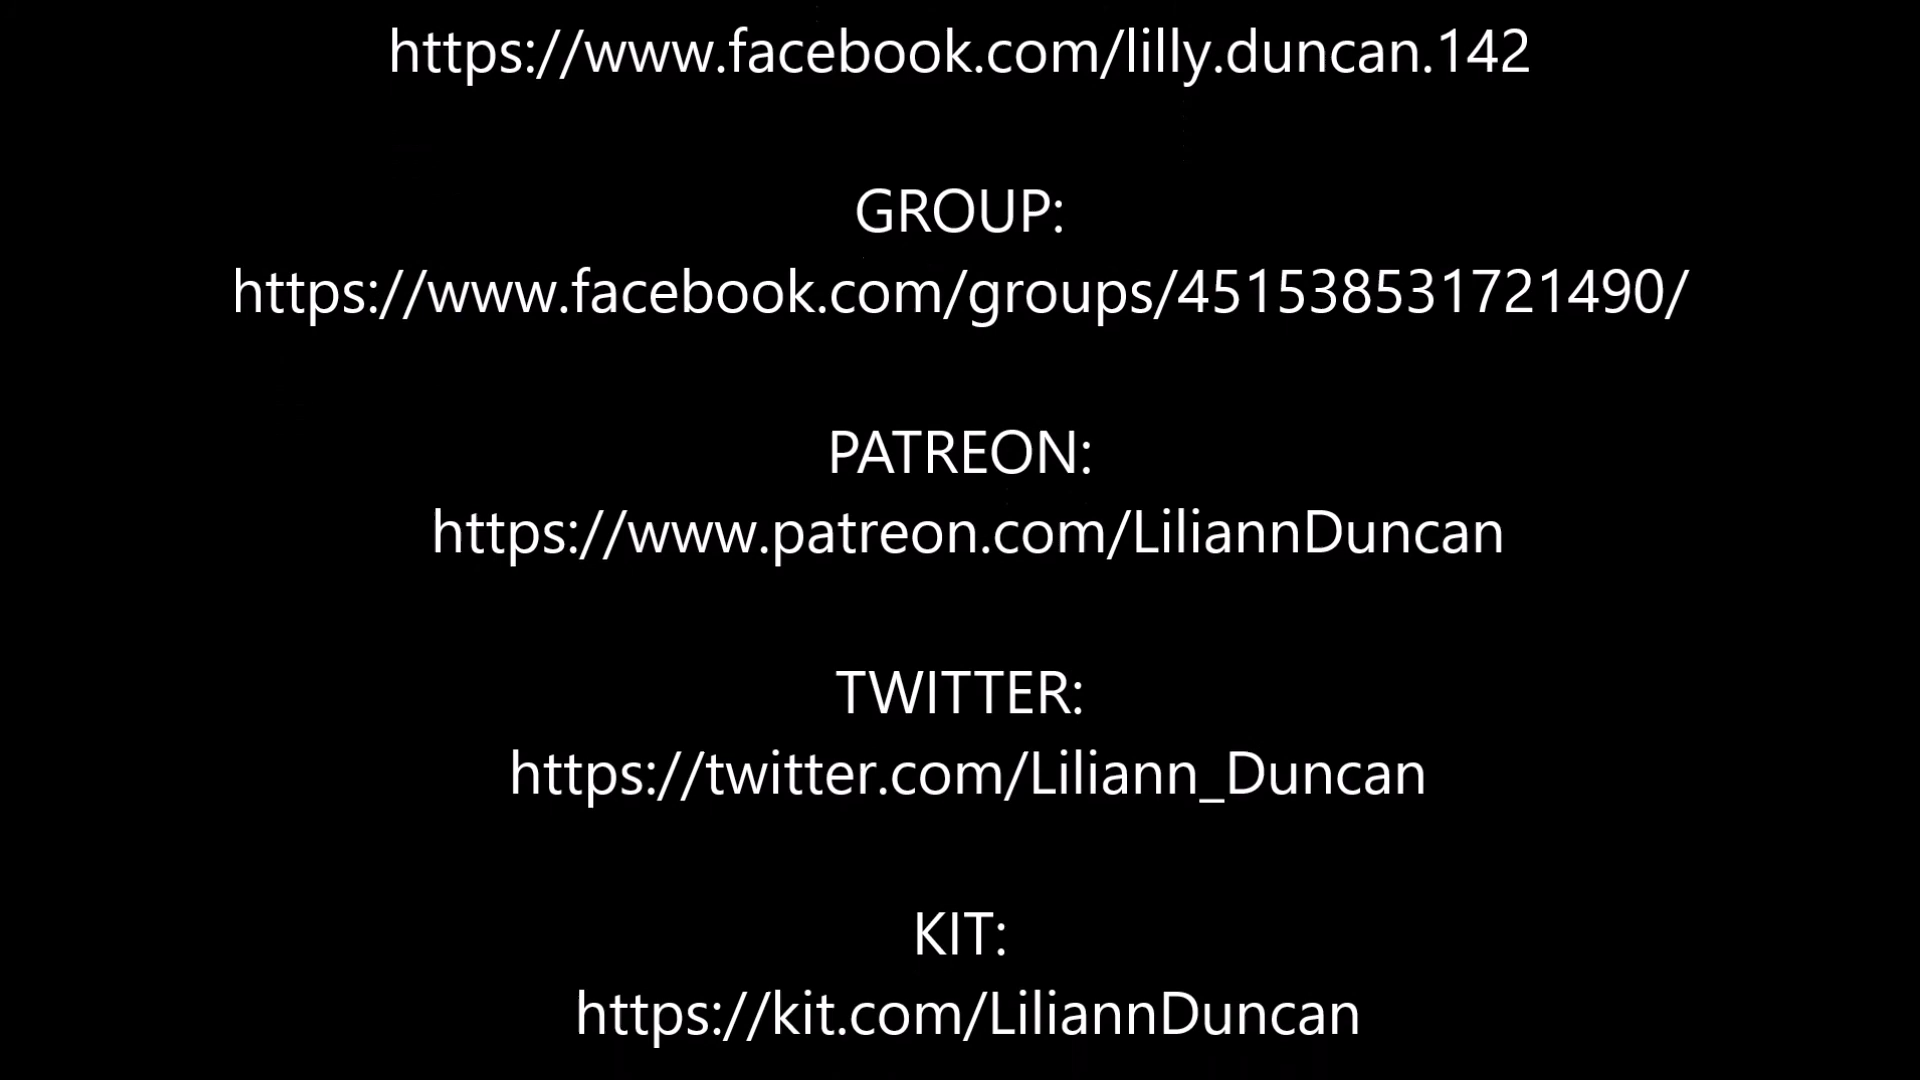 https://www.facebook.com/lilly.duncan.142
GROUP:
https://www.facebook.com/groups/451538531721490/
PATREON:
https://www.patreon.com/LiliannDuncan
TWITTER:
https://twitter.com/Liliann_Duncan
KIT:
https://kit.com/LiliannDuncan